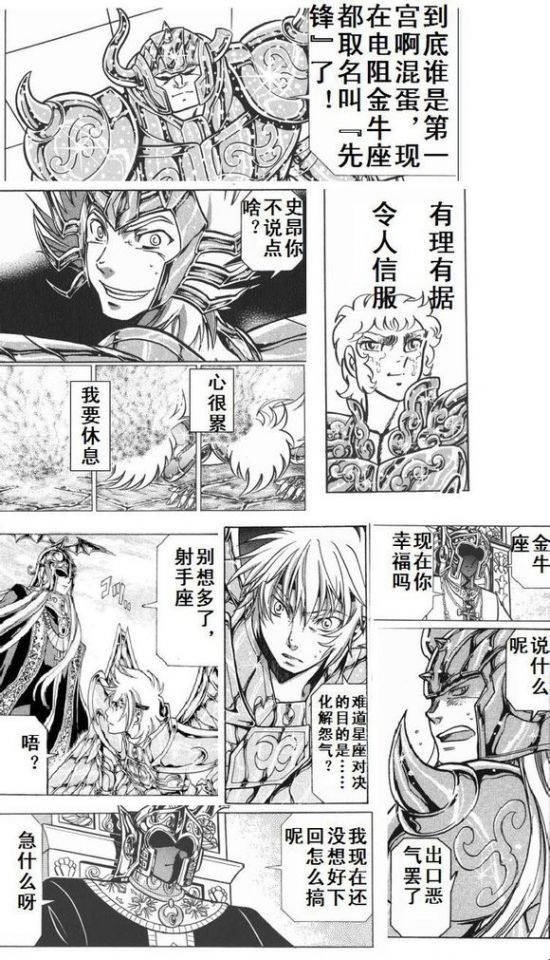 到底谁是第一
宫啊混蛋，现
在电阻金牛座
都取名叫『先
锋』了！
史昂你
不说点
啥？
有理有据
令人信服
心很累
我要休息
金牛
座
现在你
幸福吗
说什么
呢
出口恶
气罢了
难道星座对决
的目的是……
化解怨气？
别想多了，
射手座
唔？
我现在还
没想好下
回怎么搞
呢
急什么呀